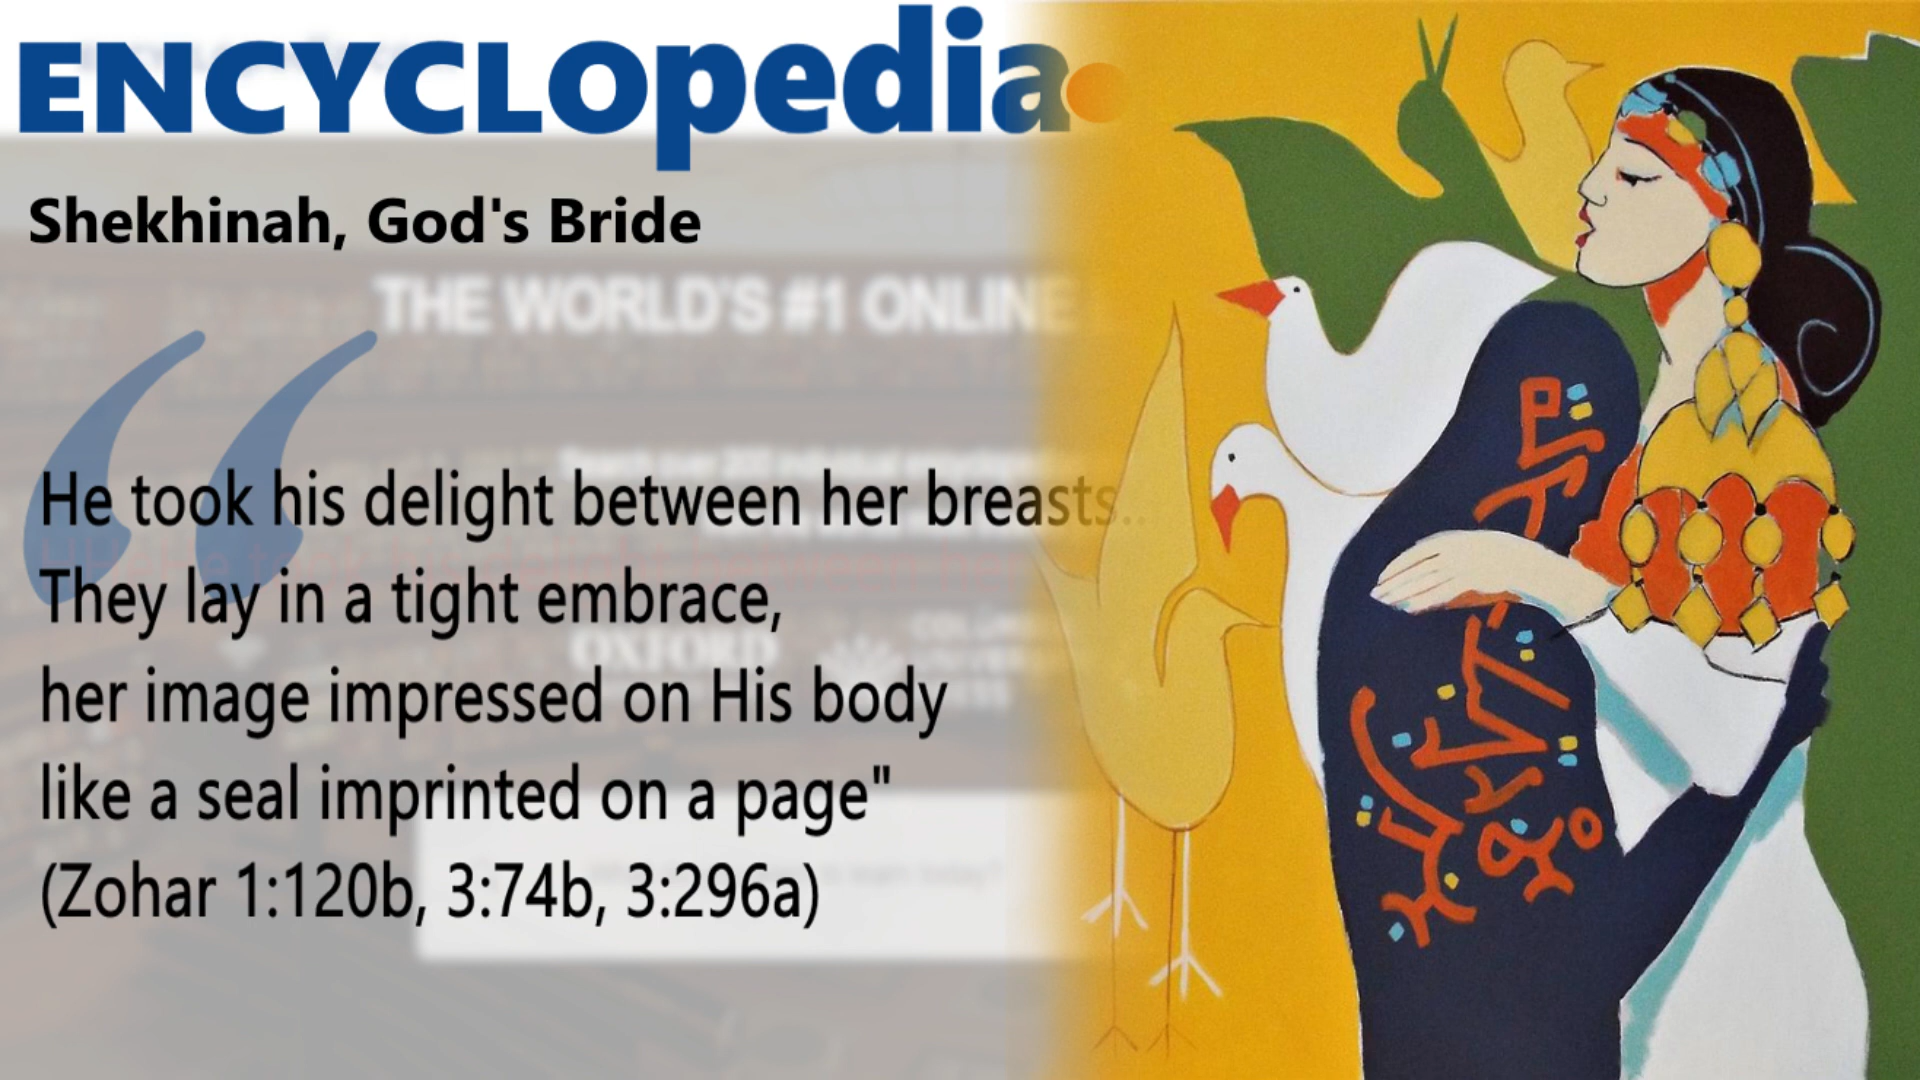 ENCYCLopedia
Shekhinah, God's Bride
THE WORLD'S #1 ONLINE
He took his delight between her breasts..
They lay in a tight embrace,
her image impressed on His body
OXFORD
like a seal imprinted on a page"
(Zohar 1:120b, 3:74b, 3:296a)